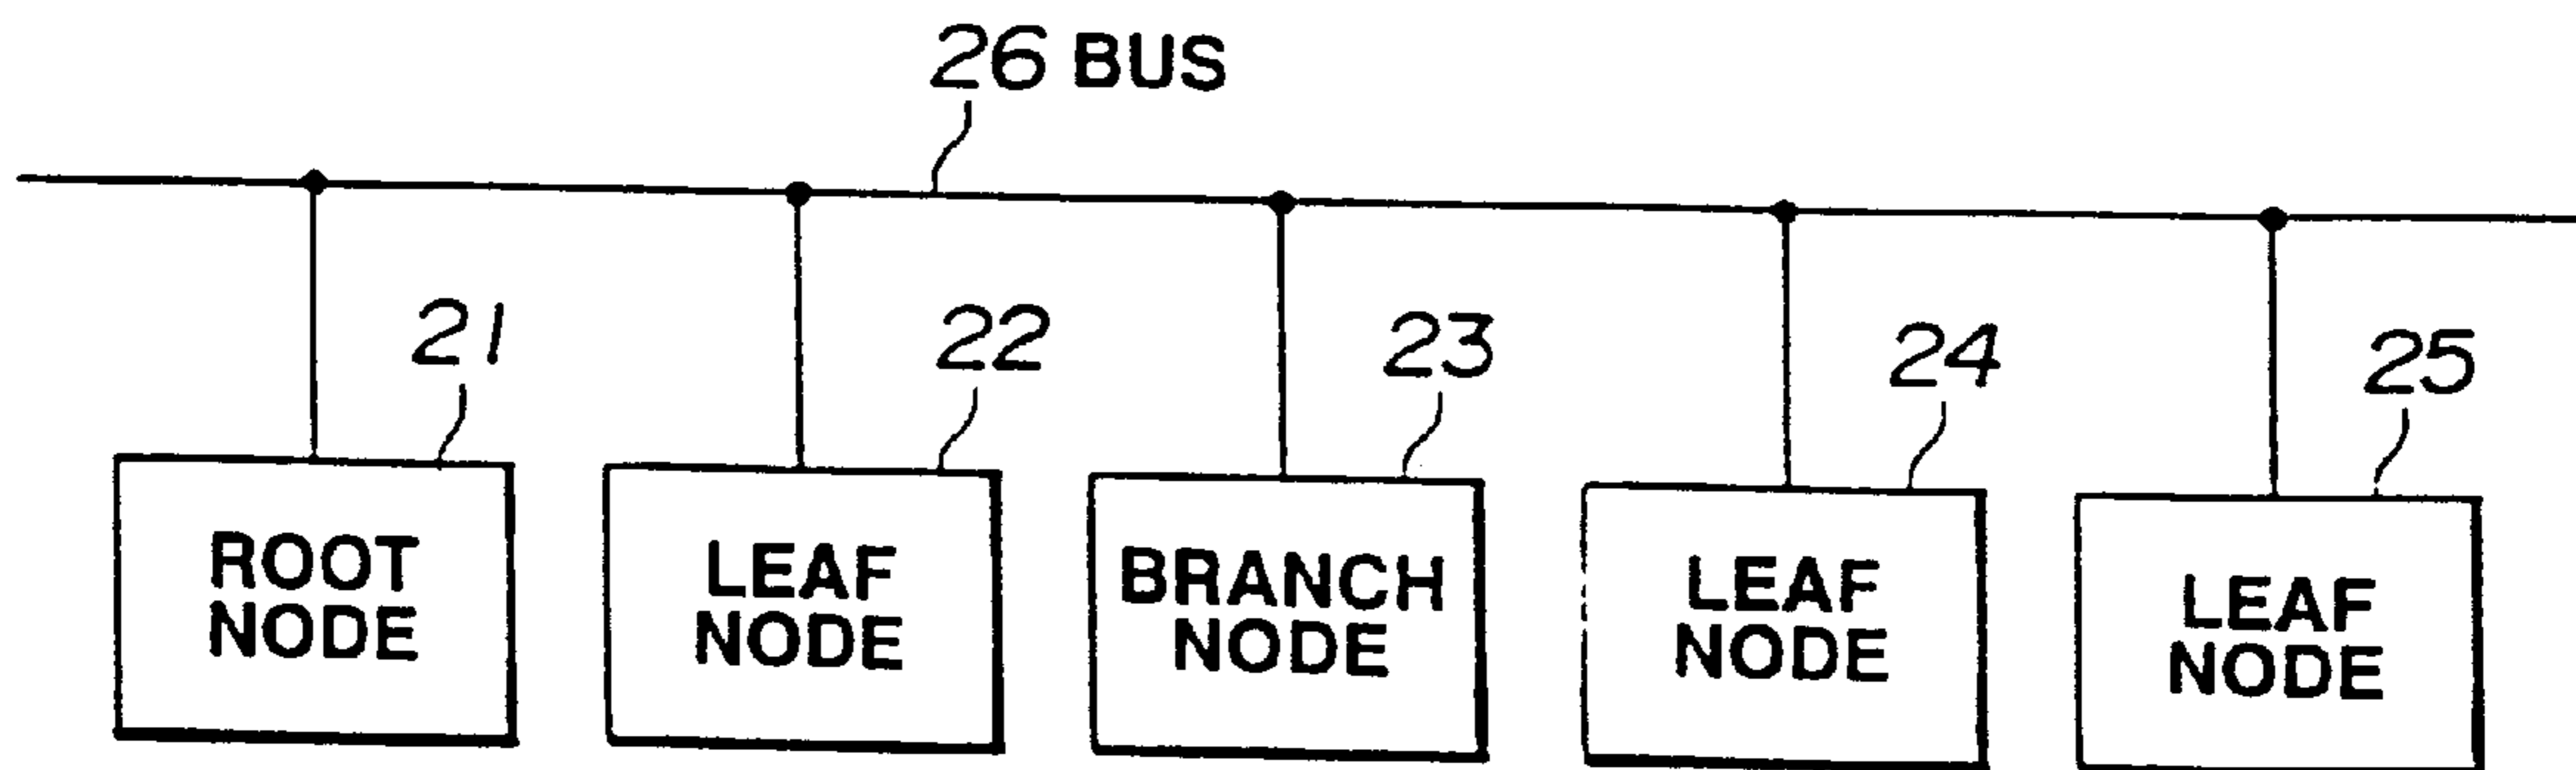 26 BUS
21
22
23
24
25
ROOT
NODE
LEAF
NODE
BRANCH
NODE
LEAF
NODE
LEAF
NODE